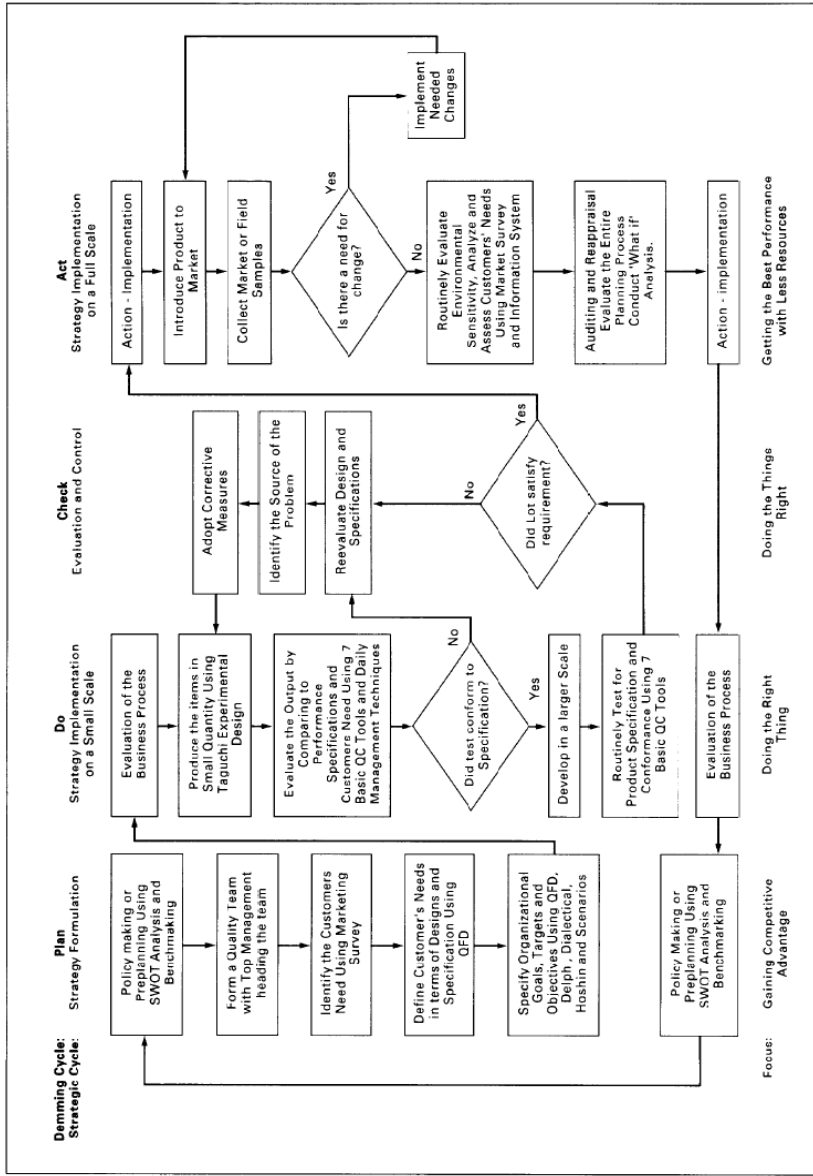 Demming Cycle:
Strategic Cycle:
Plan
Strategy Formulation
Policy making or
Preplanning Using
SWOT Analysis and
Benchmarking
Form a Quality Team
with Top Management
heading the team
Identify the Customers
Need Using Marketing
Survey
Define Customer's Needs
in terms of Designs and
Specification Using
QFD
Specify Organizational
Goals, Targets and
Objectives Using QFD,
Delph , Dialectical,
Hoshin and Scenarios
Policy Making or
Preplanning Using
SWOT Analysis and
Benchmarking
Focus:
Gaining Competitive
Advantage
Do
Strategy Implementation
on a Small Scale
Evaluation of the
Business Process
Produce the items in
Small Quantity Using
Taguchi Experimental
Design
Evaluate the Output by
Comparing to
Performance
Specifications and
Customers Need Using 7
Basic QC Tools and Daily
Management Techniques
Did test conform to
Specification?
No
Yes
Develop in a larger Scale
Routinely Test for
Product Specification and
Conformance Using 7
Basic QC Tools
Evaluation of the
Business Process
Doing the Right
Thing
Check
Evaluation and Control
Adopt Corrective
Measures
Identify the Source of the
Problem
Reevaluate Design and
Specifications
No
Did Lot satisfy
requirement?
Yes
Doing the Things
Right
Act
Strategy Implementation
on a Full Scale
Action - Implementation
Introduce Product to
Market
Collect Market or Field
Samples
Is there a need for
change?
Yes
No
Implement
Needed
Changes
Routinely Evaluate
Environmental
Sensitivity, Analyze and
Assess Customers' Needs
Using Market Survey
and Information System
Auditing and Reappraisal
Evaluate the Entire
Planning Process
Conduct 'What if'
Analysis.
Action - implementation
Getting the Best Performance
with Less Resources